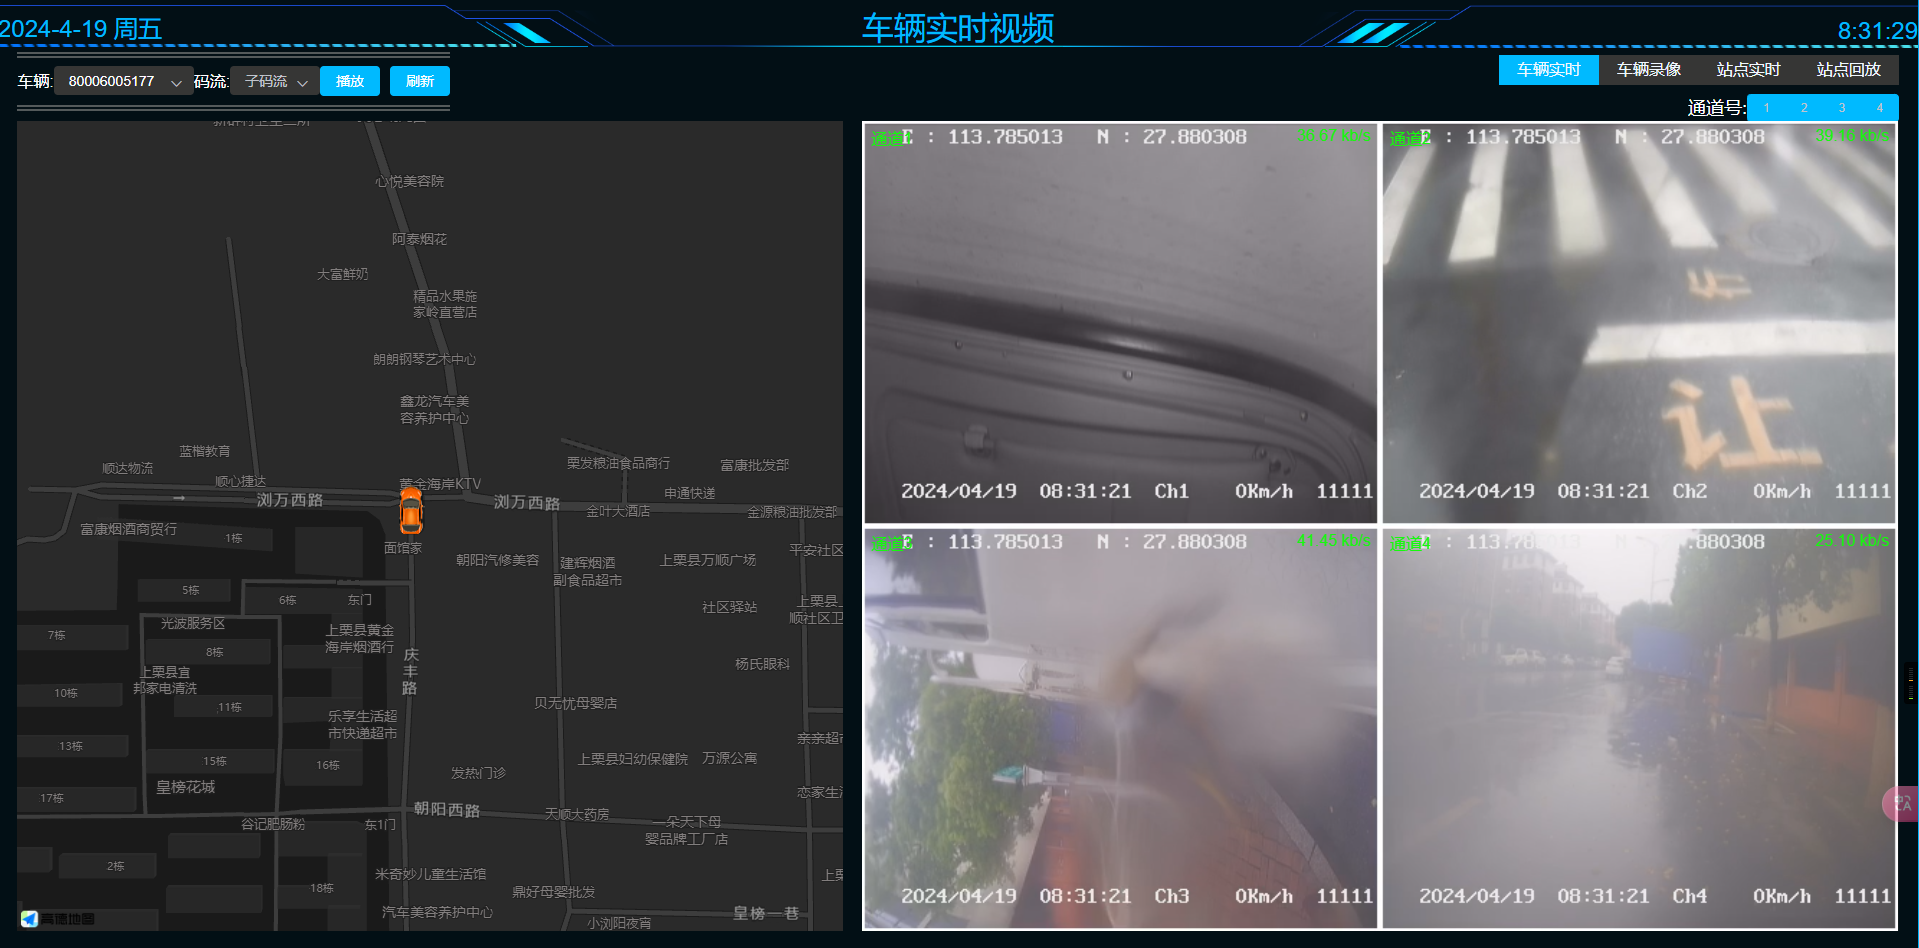 2024-4-19 周五
车辆实时视频
8:31:29
车辆: 80006005177 码流: 子码流 播放 刷新
车辆实时 车辆录像 站点实时 站点回放
通道号: 1 2 3 4
心悦美容院
阿泰烟花
大富鲜奶
精品水果施
家岭直营店
朗朗钢琴艺术中心
鑫龙汽车美
容养护中心
蓝楷教育
顺达物流
顺心捷达
黄金海岸KTV
栗发粮油食品商行
富康批发部
申通快递
浏万西路
浏万西路
金叶大酒店
金源粮油批发部
富康烟酒商贸行
1栋
面馆家
朝阳汽修美容
建辉烟酒
副食品超市
上栗县万顺广场
平安社区
5栋
6栋
东门
社区驿站
上栗县上
顺社区卫
光波服务区
7栋
上栗县黄金
海岸烟酒行
8栋
庆丰路
杨氏眼科
上栗县宜
邦家电清洗
10栋
11栋
贝无忧母婴店
乐享生活超
市快递超市
13栋
亲亲超市
15栋
16栋
上栗县妇幼保健院
万源公寓
发热门诊
皇榜花城
17栋
恋家生活
朝阳西路
天顺大药房
谷记肥肠粉
东1门
一朵天下母
婴品牌工厂店
2栋
米奇妙儿童生活馆
18栋
鼎好母婴批发
上栗
汽车美容养护中心
皇榜一巷
小浏阳夜宵
高德地图
通道 E : 113.785013 N : 27.880308 36.07 kb/s
让
2024/04/19 08:31:21 Ch1 0Km/h 11111
通道 E : 113.785013 N : 27.880308 39.16 kb/s
让
2024/04/19 08:31:21 Ch2 0Km/h 11111
通道 E : 113.785013 N : 27.880308 41.45 kb/s
2024/04/19 08:31:21 Ch3 0Km/h 11111
通道4 : 113.785013 N .880308 25.10 kb/s
2024/04/19 08:31:21 Ch4 0Km/h 11111